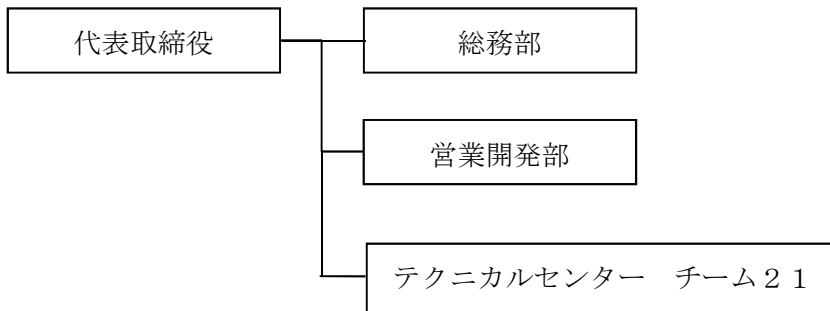 代表取締役
総務部
営業開発部
テクニカルセンター　チーム２１